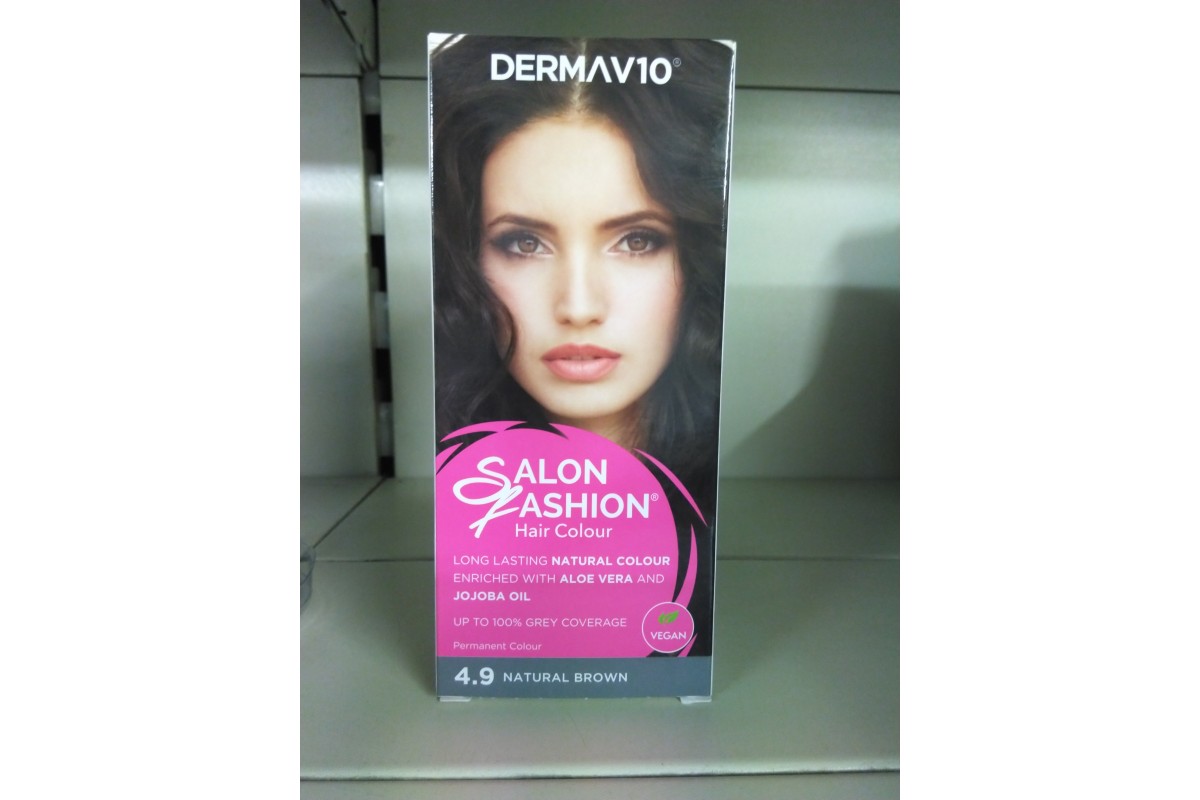 DERMAV10®
SALON
FASHION®
Hair Colour
LONG LASTING NATURAL COLOUR
ENRICHED WITH ALOE VERA AND
JOJOBA OIL
UP TO 100% GREY COVERAGE
VEGAN
Permanent Colour
4.9 NATURAL BROWN